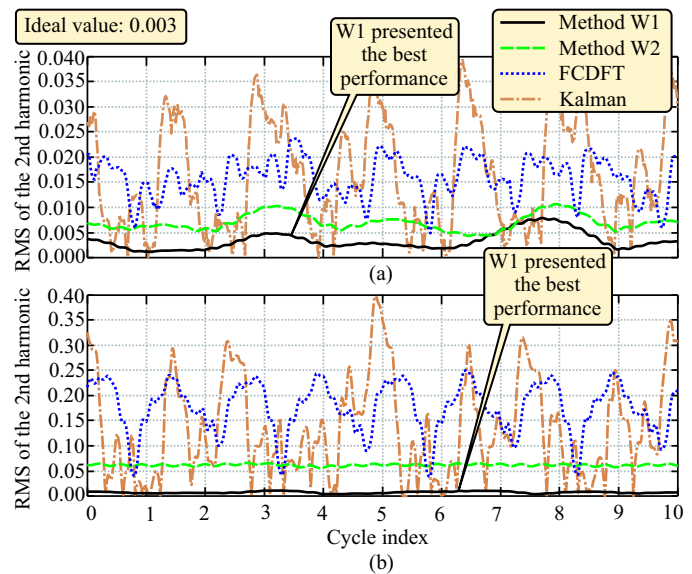 Ideal value: 0.003
W1 presented
the best
performance
Method W1
Method W2
FCDFT
Kalman
RMS of the 2nd harmonic
0.040
0.035
0.030
0.025
0.020
0.015
0.010
0.005
0.000
(a)
W1 presented
the best
performance
RMS of the 2nd harmonic
0.40
0.35
0.30
0.25
0.20
0.15
0.10
0.05
0.00
0 1 2 3 4 5 6 7 8 9 10
Cycle index
(b)